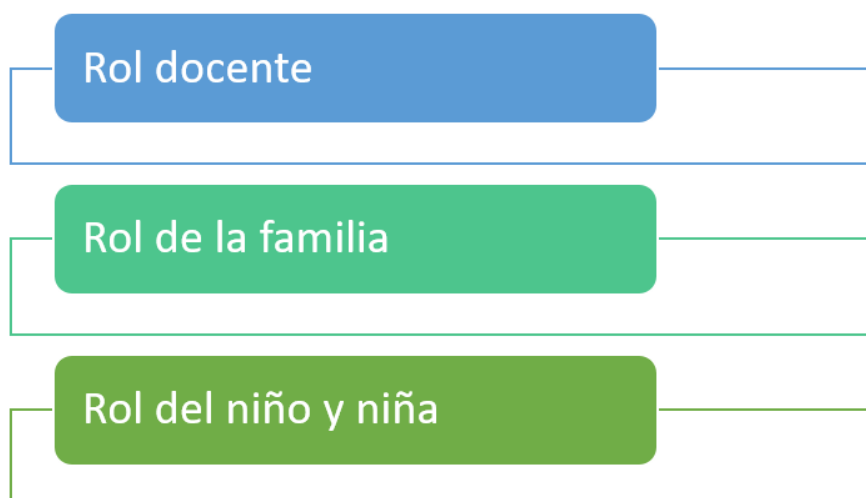 Rol docente
Rol de la familia
Rol del niño y niña